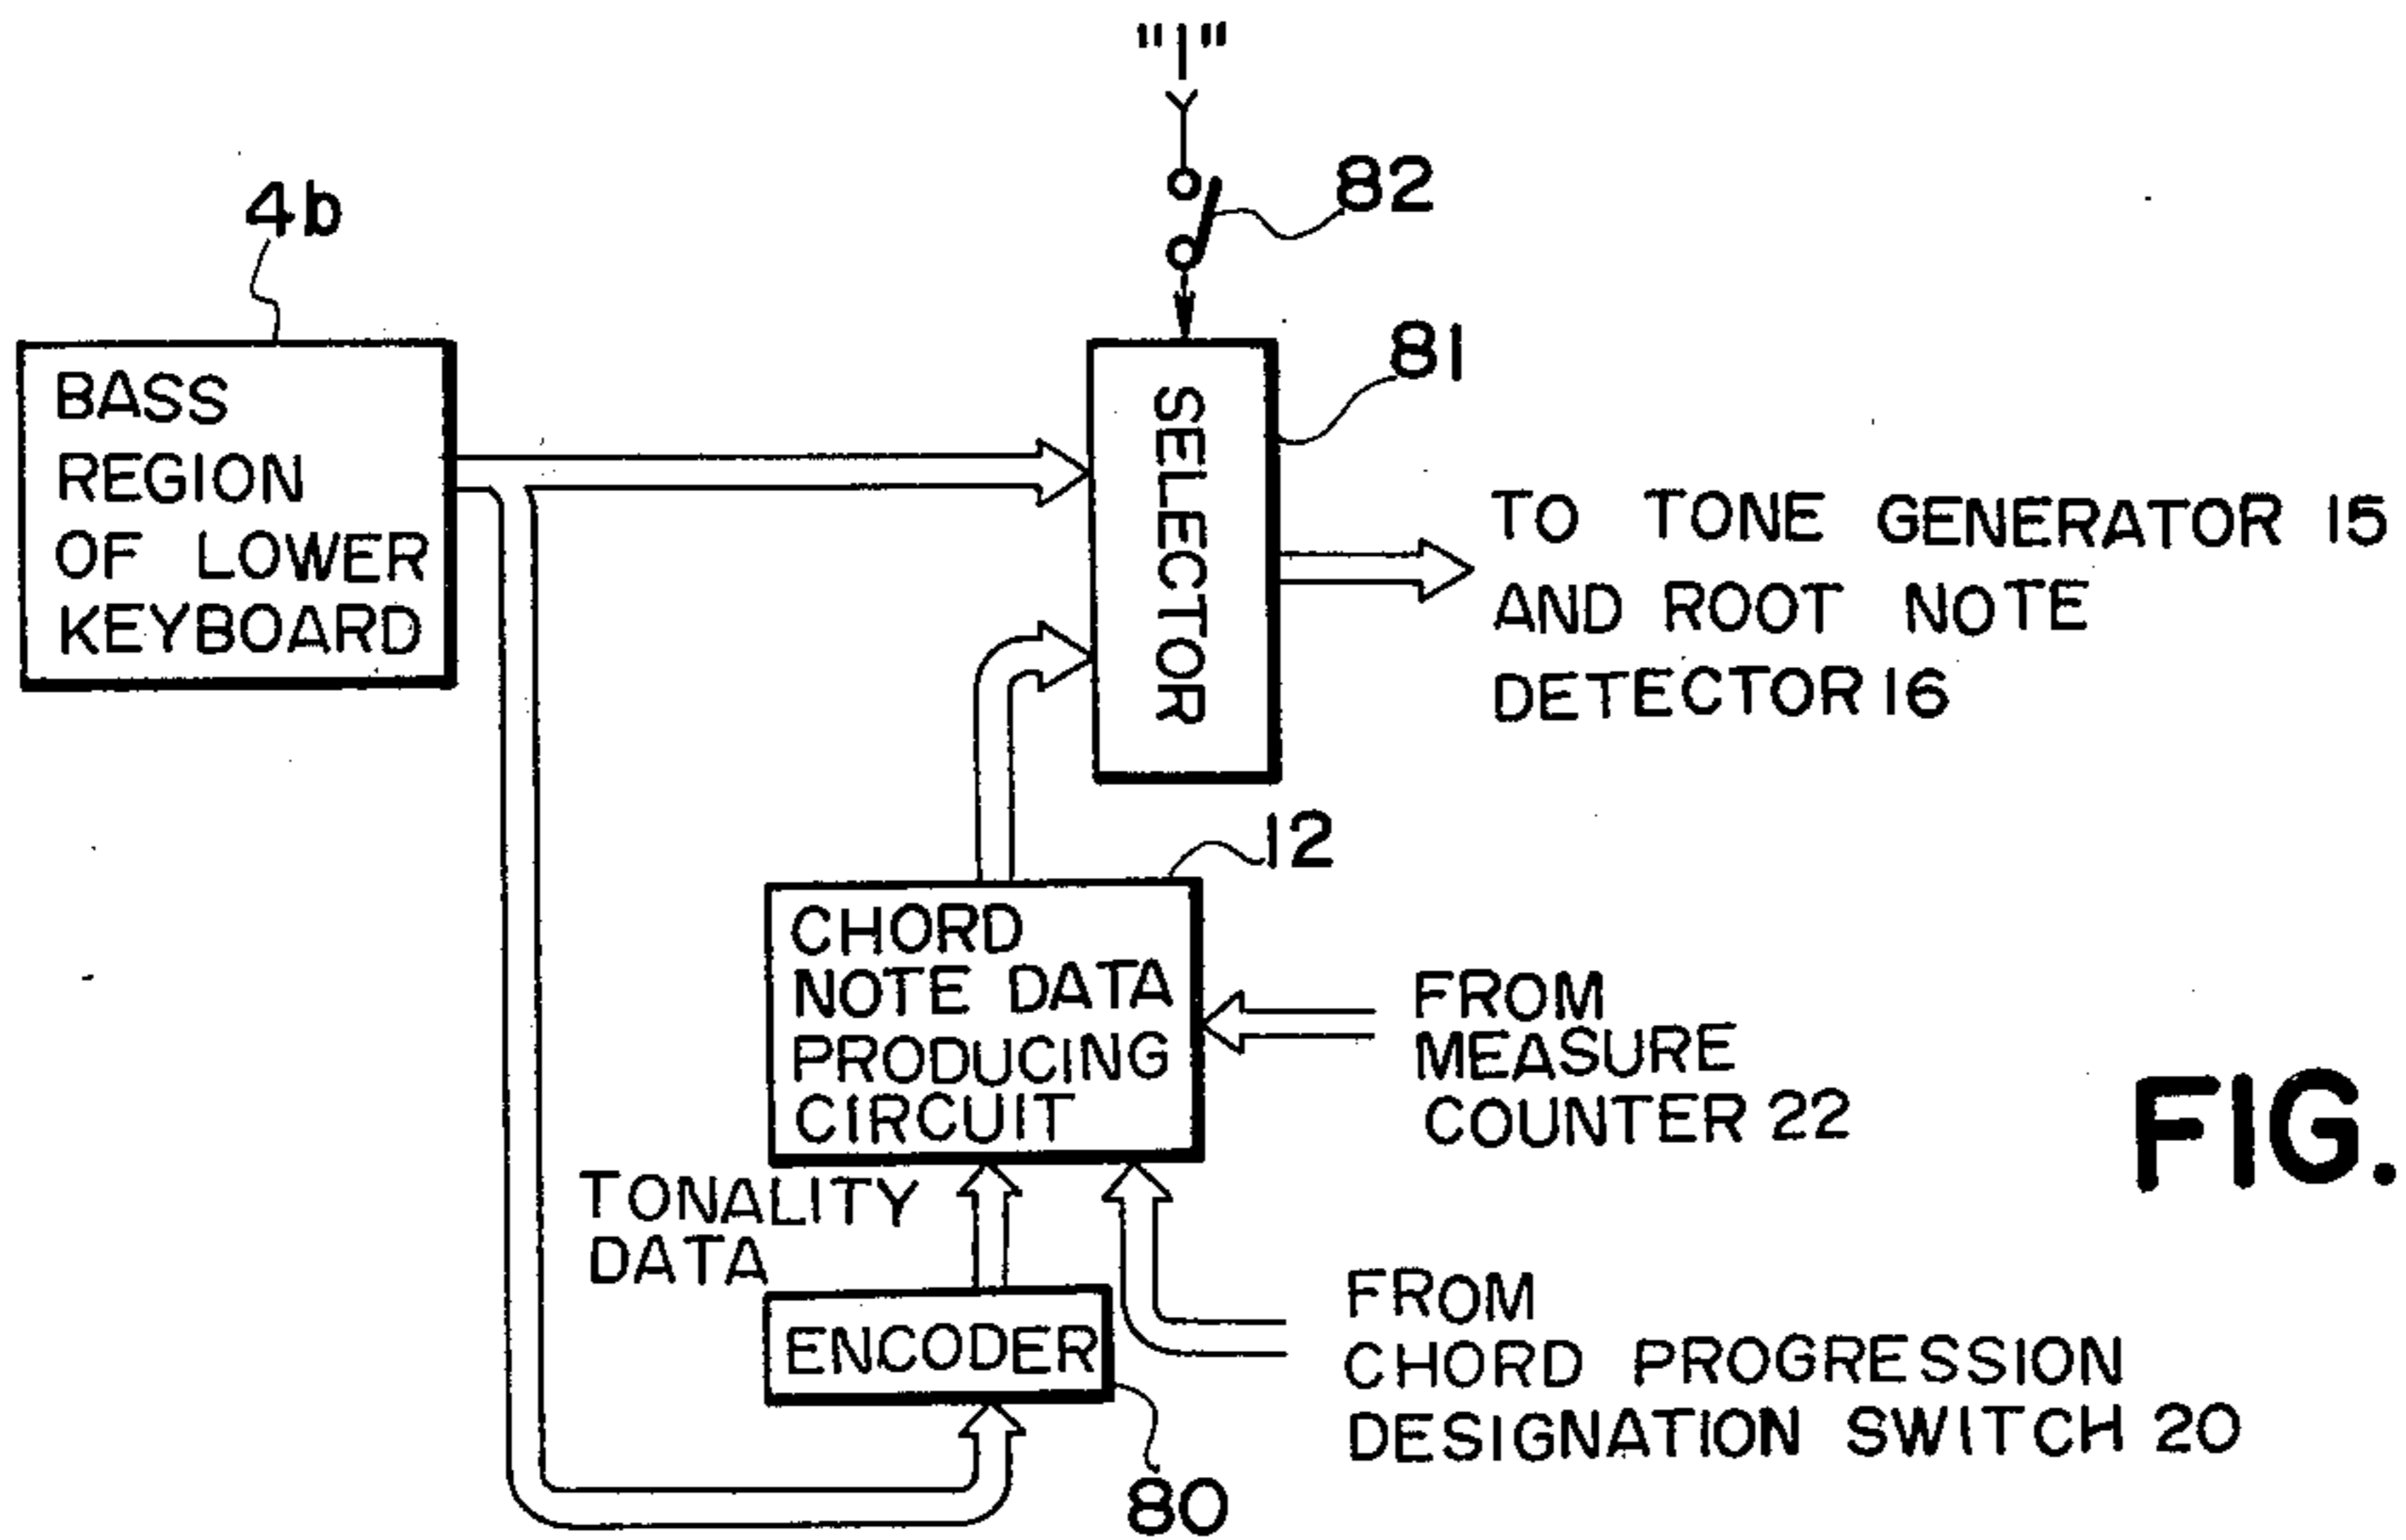 "1"
82
4b
81
BASS
REGION
OF LOWER
KEYBOARD
SELECTOR
TO TONE GENERATOR 15
AND ROOT NOTE
DETECTOR 16
12
CHORD
NOTE DATA
PRODUCING
CIRCUIT
FROM
MEASURE
COUNTER 22
FIG.
TONALITY
DATA
ENCODER
FROM
CHORD PROGRESSION
DESIGNATION SWITCH 20
80